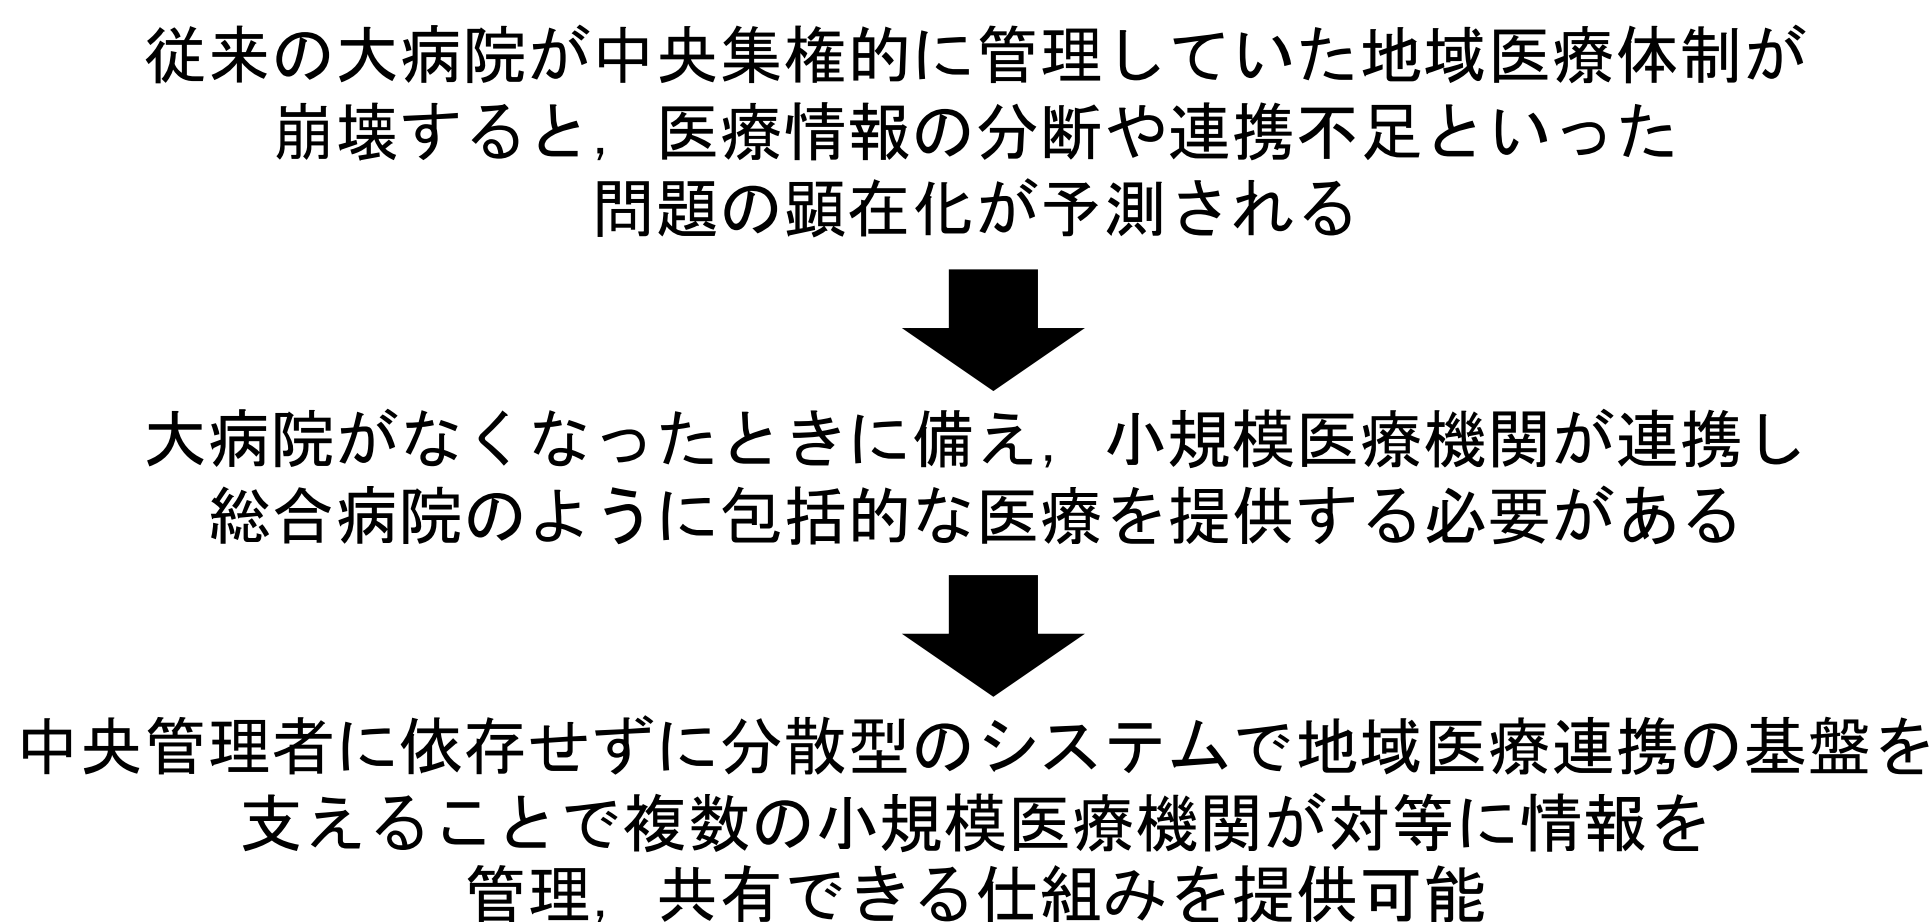 従来の大病院が中央集権的に管理していた地域医療体制が
崩壊すると，医療情報の分断や連携不足といった
問題の顕在化が予測される
大病院がなくなったときに備え，小規模医療機関が連携し
総合病院のように包括的な医療を提供する必要がある
中央管理者に依存せずに分散型のシステムで地域医療連携の基盤を
支えることで複数の小規模医療機関が対等に情報を
管理，共有できる仕組みを提供可能